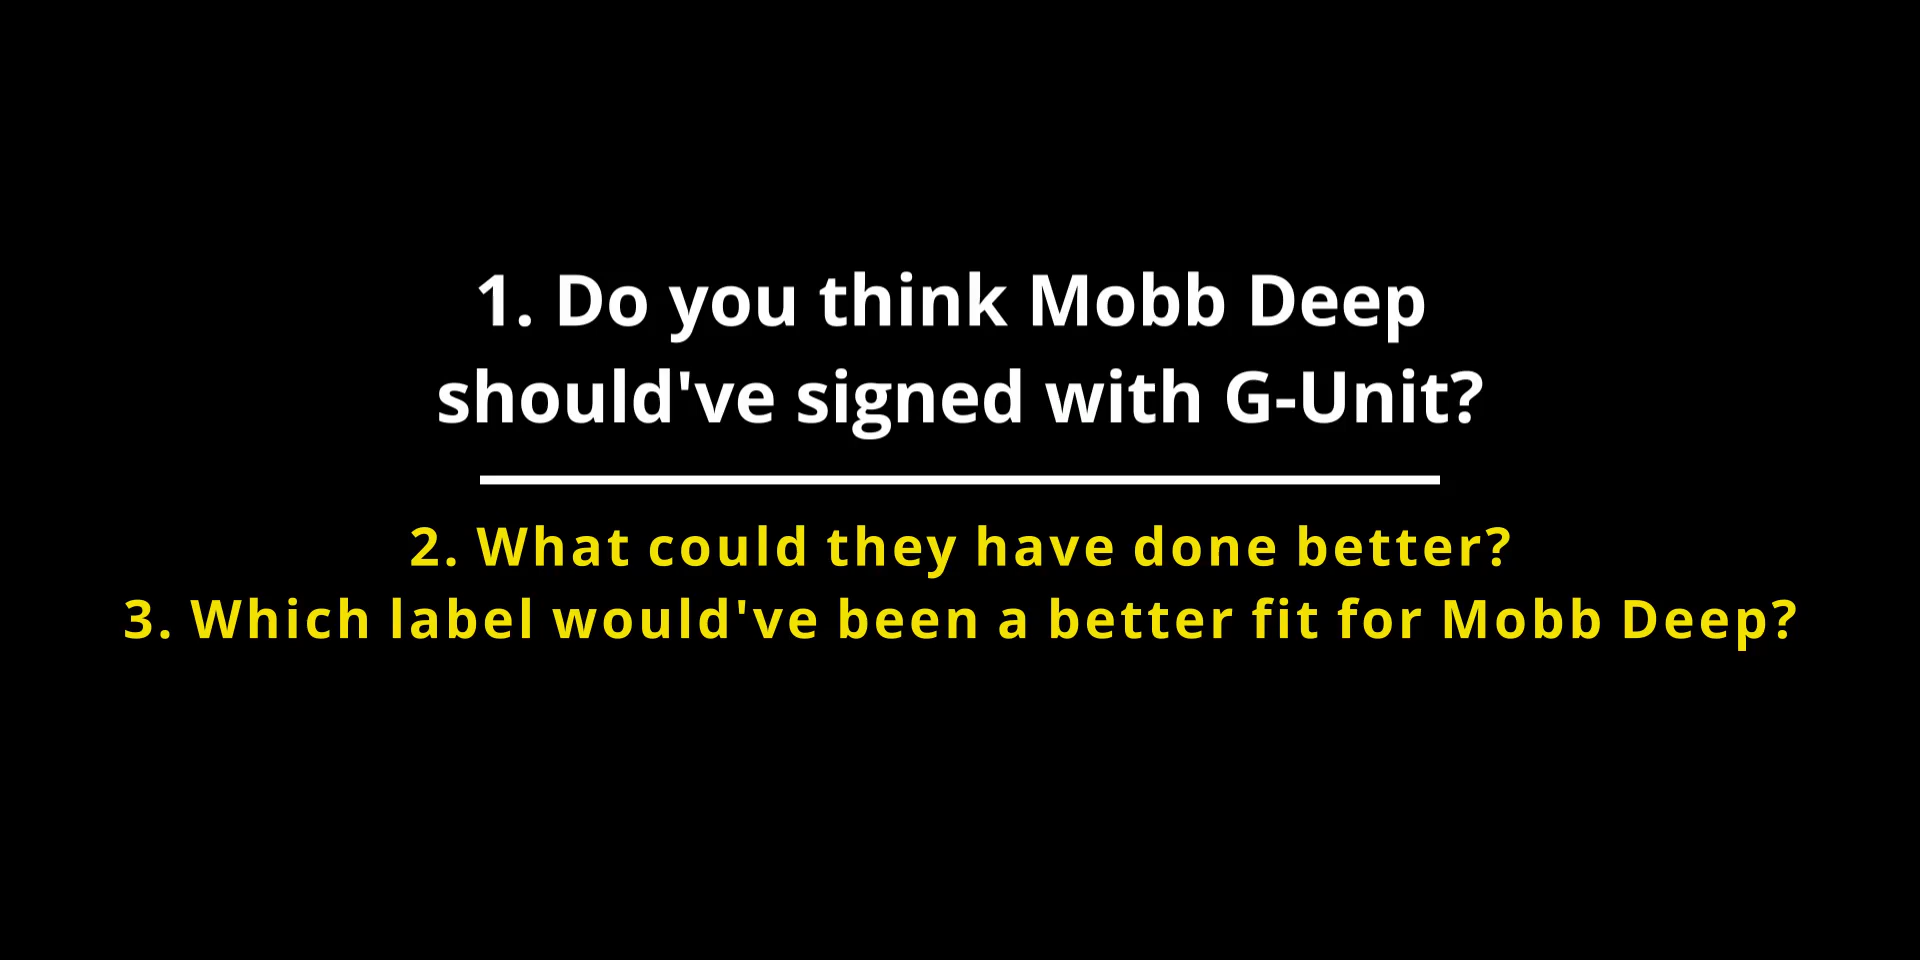 1. Do you think Mobb Deep
should've signed with G-Unit?
2. What could they have done better?
3. Which label would've been a better fit for Mobb Deep?